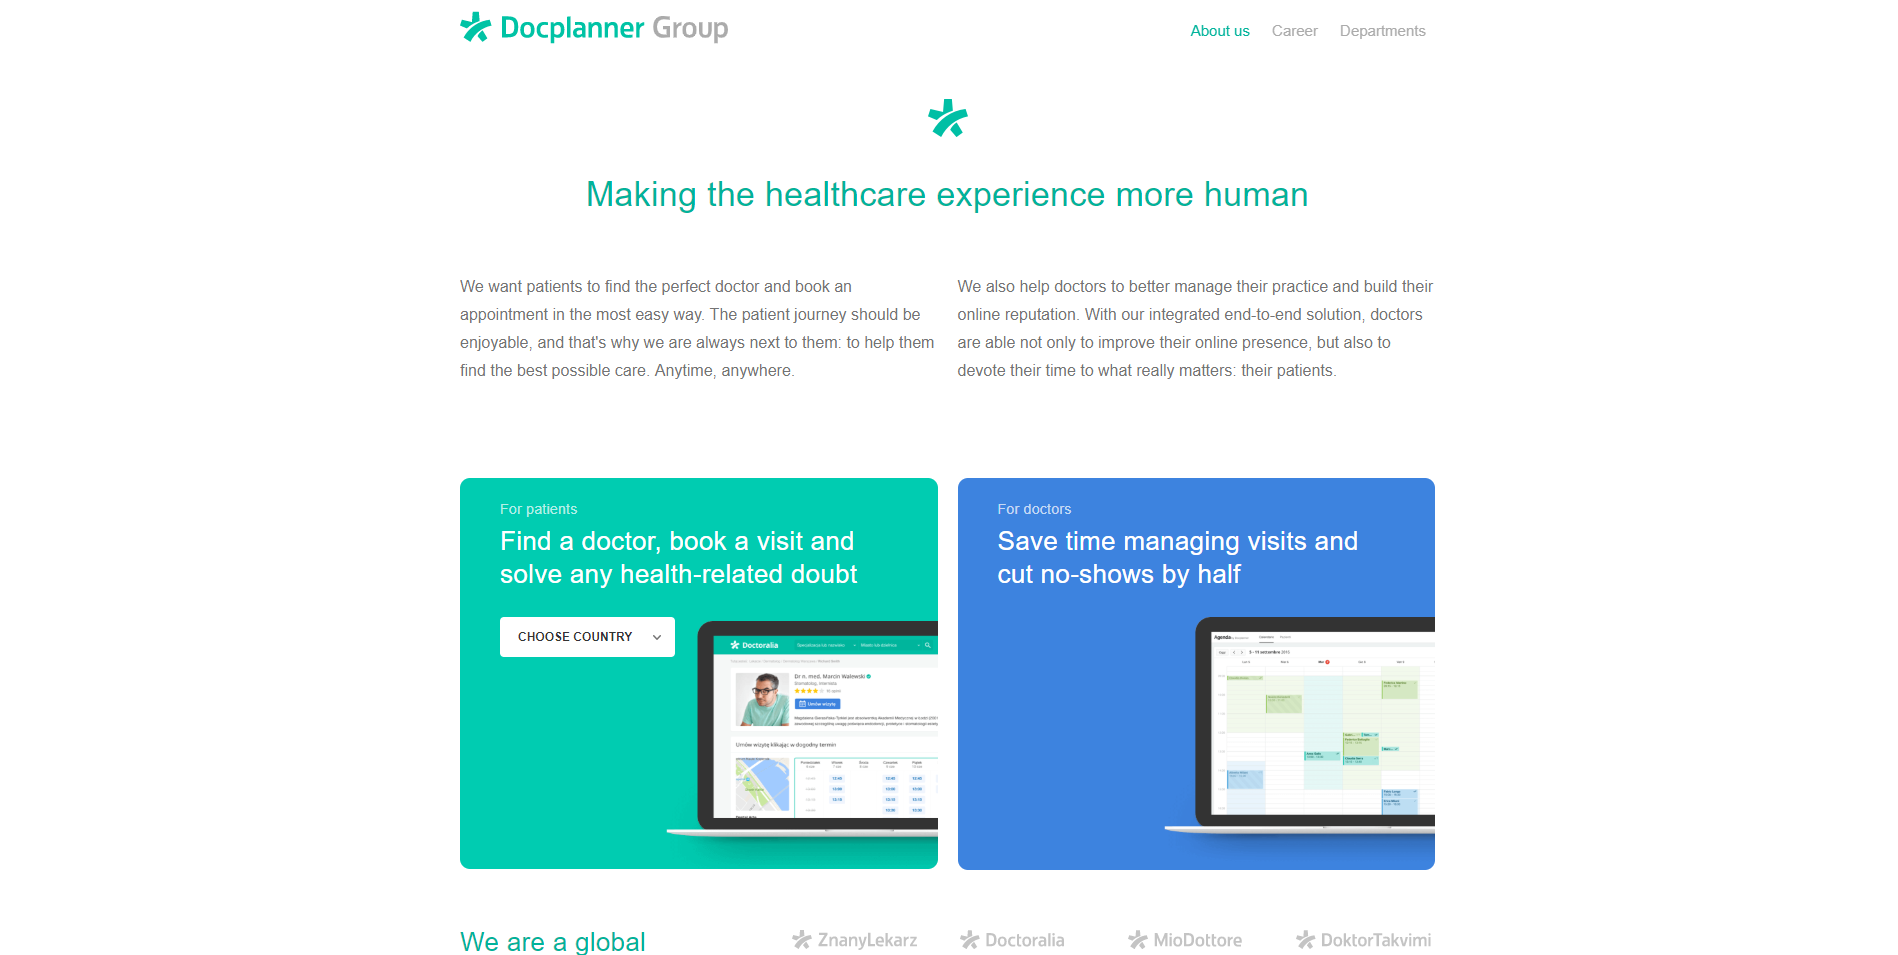 Docplanner Group
About us
Career
Departments
Making the healthcare experience more human
We want patients to find the perfect doctor and book an
appointment in the most easy way. The patient journey should be
enjoyable, and that's why we are always next to them: to help them
find the best possible care. Anytime, anywhere.
We also help doctors to better manage their practice and build their
online reputation. With our integrated end-to-end solution, doctors
are able not only to improve their online presence, but also to
devote their time to what really matters: their patients.
For patients
Find a doctor, book a visit and
solve any health-related doubt
CHOOSE COUNTRY
Doctoralia
Dr n. med. Marcin Walewski
Umów wizytę
Umów wizytę klikając w dogodny termin
For doctors
Save time managing visits and
cut no-shows by half
Agenda
We are a global
ZnanyLekarz
Doctoralia
MioDottore
DoktorTakvimi